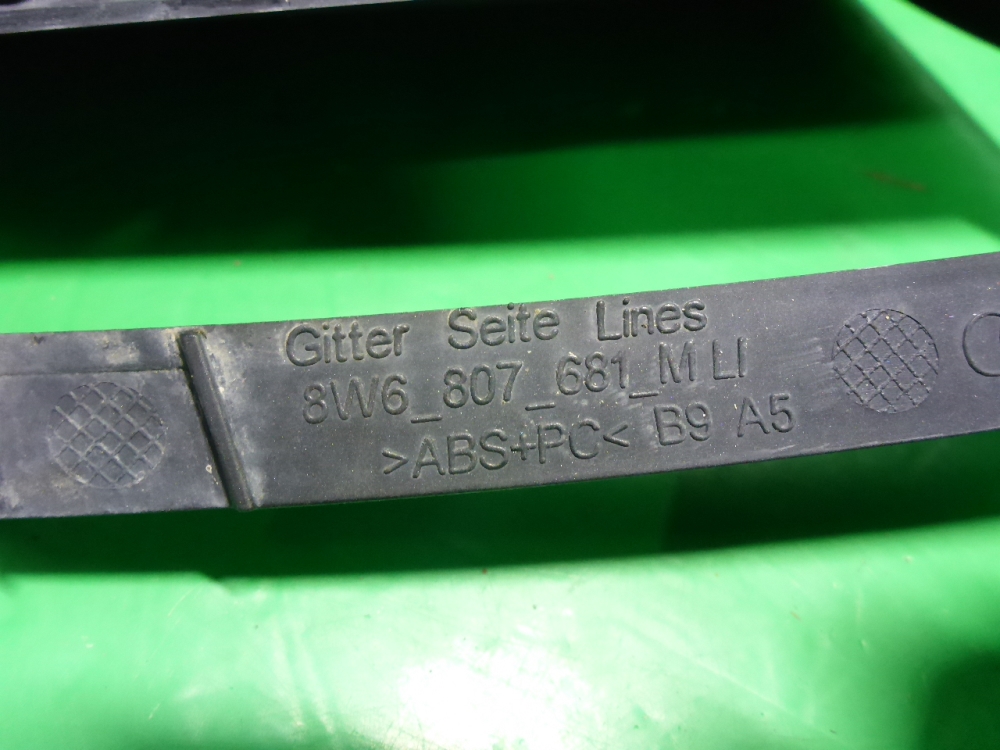 Gitter Seite Lines
8W6_807_681_M LI
>ABS+PC< B9 A5